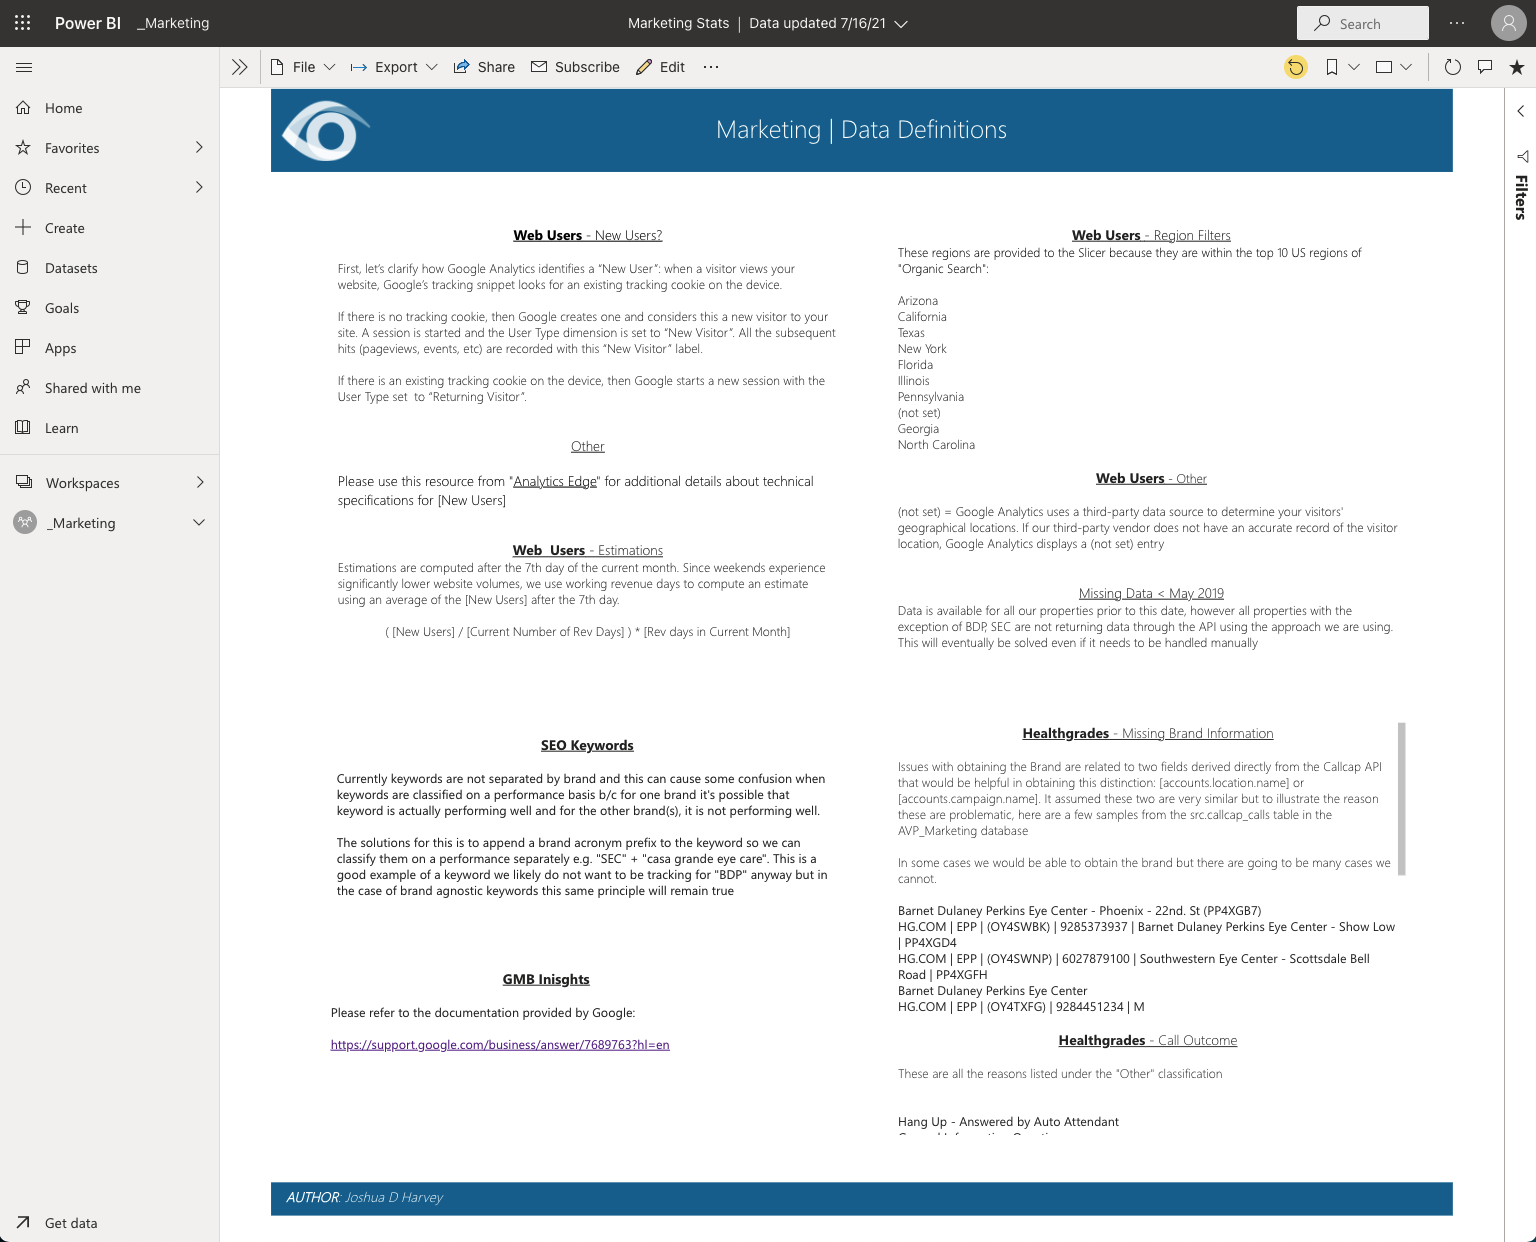 Power BI
_Marketing
Marketing Stats | Data updated 7/16/21
Search
File
Export
Share
Subscribe
Edit
Home
Favorites
Recent
Create
Datasets
Goals
Apps
Shared with me
Learn
Workspaces
_Marketing
Get data
Filters
Marketing | Data Definitions
Web Users - New Users?
First, let's clarify how Google Analytics identifies a “New User”: when a visitor views your
website, Google's tracking snippet looks for an existing tracking cookie on the device.
If there is no tracking cookie, then Google creates one and considers this a new visitor to your
site. A session is started and the User Type dimension is set to “New Visitor”. All the subsequent
hits (pageviews, events, etc) are recorded with this “New Visitor” label.
If there is an existing tracking cookie on the device, then Google starts a new session with the
User Type set  to “Returning Visitor”.
Other
Please use this resource from "Analytics Edge" for additional details about technical
specifications for [New Users]
Web  Users - Estimations
Estimations are computed after the 7th day of the current month. Since weekends experience
significantly lower website volumes, we use working revenue days to compute an estimate
using an average of the [New Users] after the 7th day.
( [New Users] / [Current Number of Rev Days] ) * [Rev days in Current Month]
SEO Keywords
Currently keywords are not separated by brand and this can cause some confusion when
keywords are classified on a performance basis b/c for one brand it's possible that
keyword is actually performing well and for the other brand(s), it is not performing well.
The solutions for this is to append a brand acronym prefix to the keyword so we can
classify them on a performance separately e.g. "SEC" + "casa grande eye care". This is a
good example of a keyword we likely do not want to be tracking for "BDP" anyway but in
the case of brand agnostic keywords this same principle will remain true
GMB Inisghts
Please refer to the documentation provided by Google:
https://support.google.com/business/answer/7689763?hl=en
Web Users - Region Filters
These regions are provided to the Slicer because they are within the top 10 US regions of
"Organic Search":
Arizona
California
Texas
New York
Florida
Illinois
Pennsylvania
(not set)
Georgia
North Carolina
Web Users - Other
(not set) = Google Analytics uses a third-party data source to determine your visitors'
geographical locations. If our third-party vendor does not have an accurate record of the visitor
location, Google Analytics displays a (not set) entry
Missing Data < May 2019
Data is available for all our properties prior to this date, however all properties with the
exception of BDP, SEC are not returning data through the API using the approach we are using.
This will eventually be solved even if it needs to be handled manually
Healthgrades - Missing Brand Information
Issues with obtaining the Brand are related to two fields derived directly from the Callcap API
that would be helpful in obtaining this distinction: [accounts.location.name] or
[accounts.campaign.name]. It assumed these two are very similar but to illustrate the reason
these are problematic, here are a few samples from the src.callcap_calls table in the
AVP_Marketing database
In some cases we would be able to obtain the brand but there are going to be many cases we
cannot.
Barnet Dulaney Perkins Eye Center - Phoenix - 22nd. St (PP4XGB7)
HG.COM | EPP | (OY4SWBK) | 9285373937 | Barnet Dulaney Perkins Eye Center - Show Low
| PP4XGD4
HG.COM | EPP | (OY4SWNP) | 6027879100 | Southwestern Eye Center - Scottsdale Bell
Road | PP4XGFH
Barnet Dulaney Perkins Eye Center
HG.COM | EPP | (OY4TXFG) | 9284451234 | M
Healthgrades - Call Outcome
These are all the reasons listed under the "Other" classification
Hang Up - Answered by Auto Attendant
AUTHOR: Joshua D Harvey